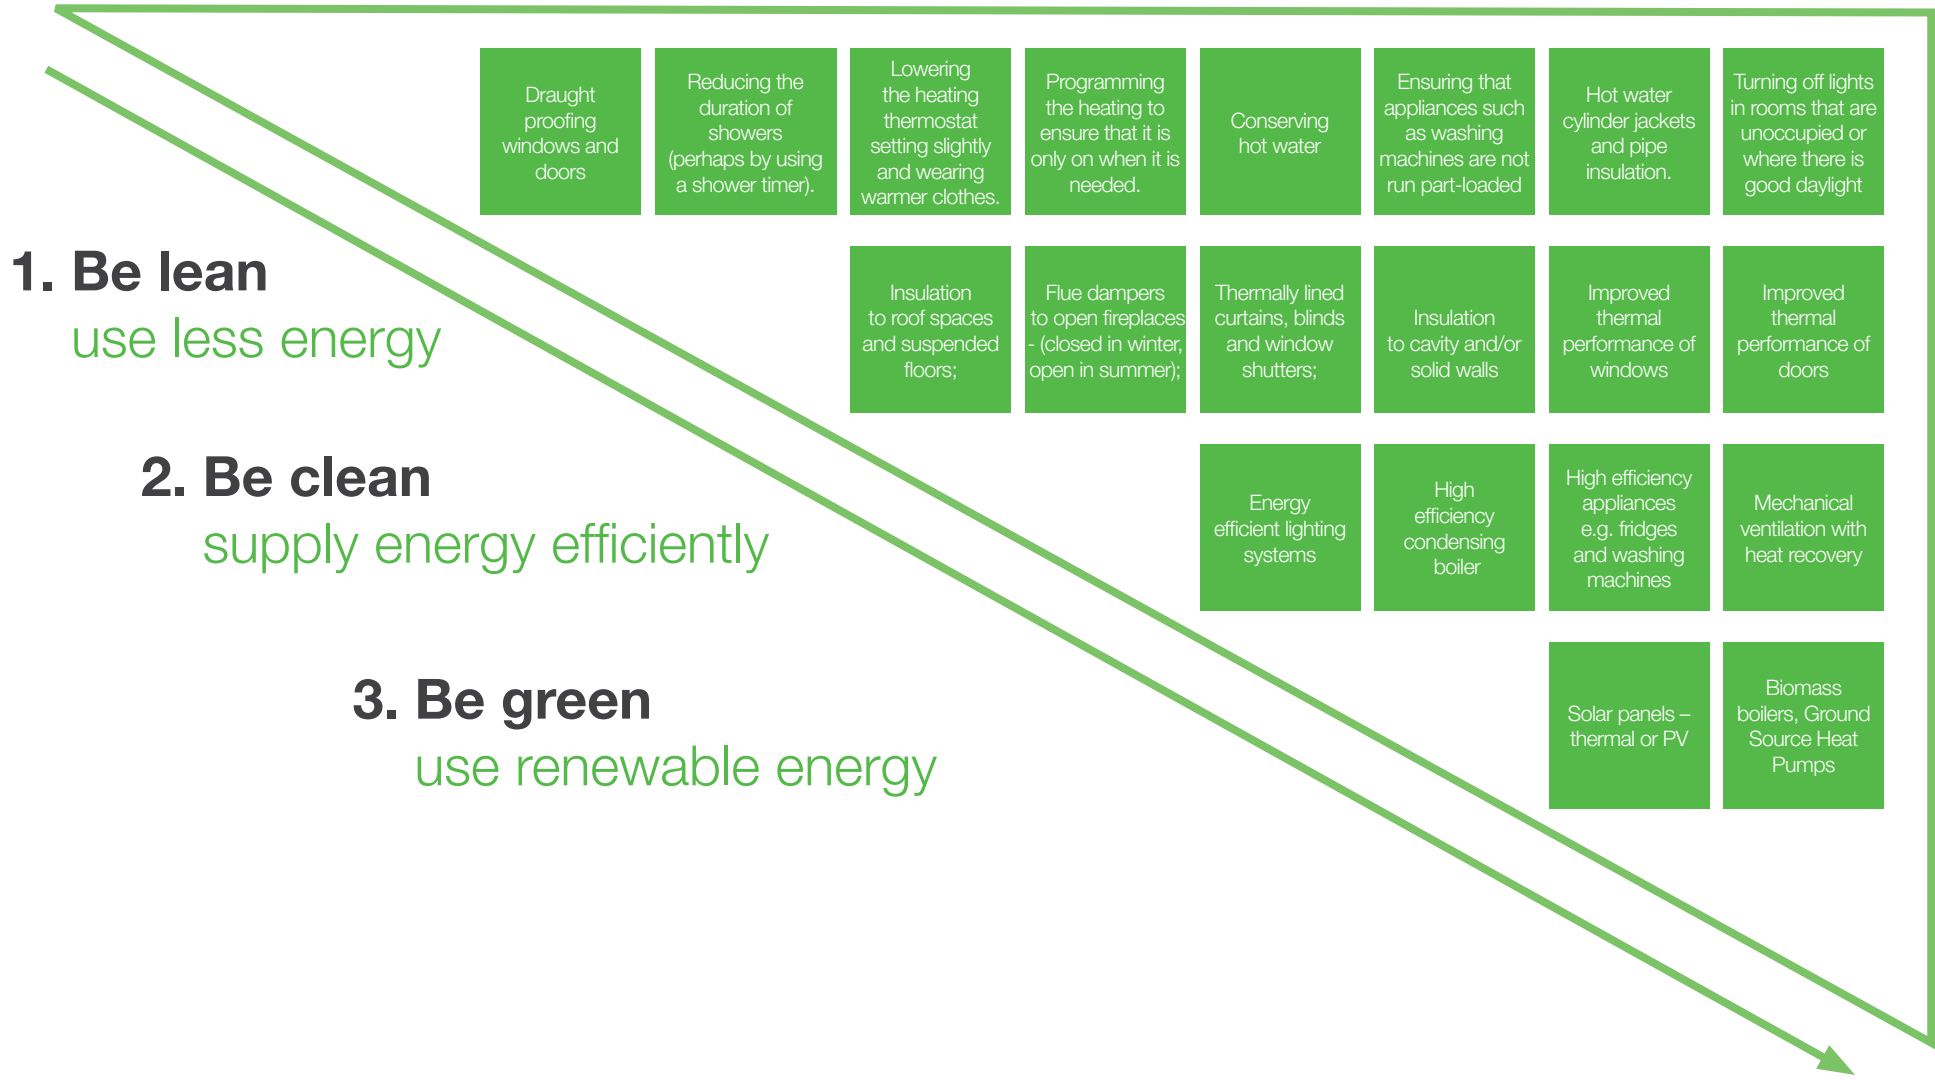 Draught
proofing
windows and
doors
Reducing the
duration of
showers
(perhaps by using
a shower timer).
Lowering
the heating
thermostat
setting slightly
and wearing
warmer clothes.
Programming
the heating to
ensure that it is
only on when it is
needed.
Conserving
hot water
Ensuring that
appliances such
as washing
machines are not
run part-loaded
Hot water
cylinder jackets
and pipe
insulation.
Turning off lights
in rooms that are
unoccupied or
where there is
good daylight
1. Be lean
use less energy
Insulation
to roof spaces
and suspended
floors;
Flue dampers
to open fireplaces
- (closed in winter,
open in summer);
Thermally lined
curtains, blinds
and window
shutters;
Insulation
to cavity and/or
solid walls
Improved
thermal
performance of
windows
Improved
thermal
performance of
doors
2. Be clean
supply energy efficiently
Energy
efficient lighting
systems
High
efficiency
condensing
boiler
High efficiency
appliances
e.g. fridges
and washing
machines
Mechanical
ventilation with
heat recovery
3. Be green
use renewable energy
Solar panels –
thermal or PV
Biomass
boilers, Ground
Source Heat
Pumps